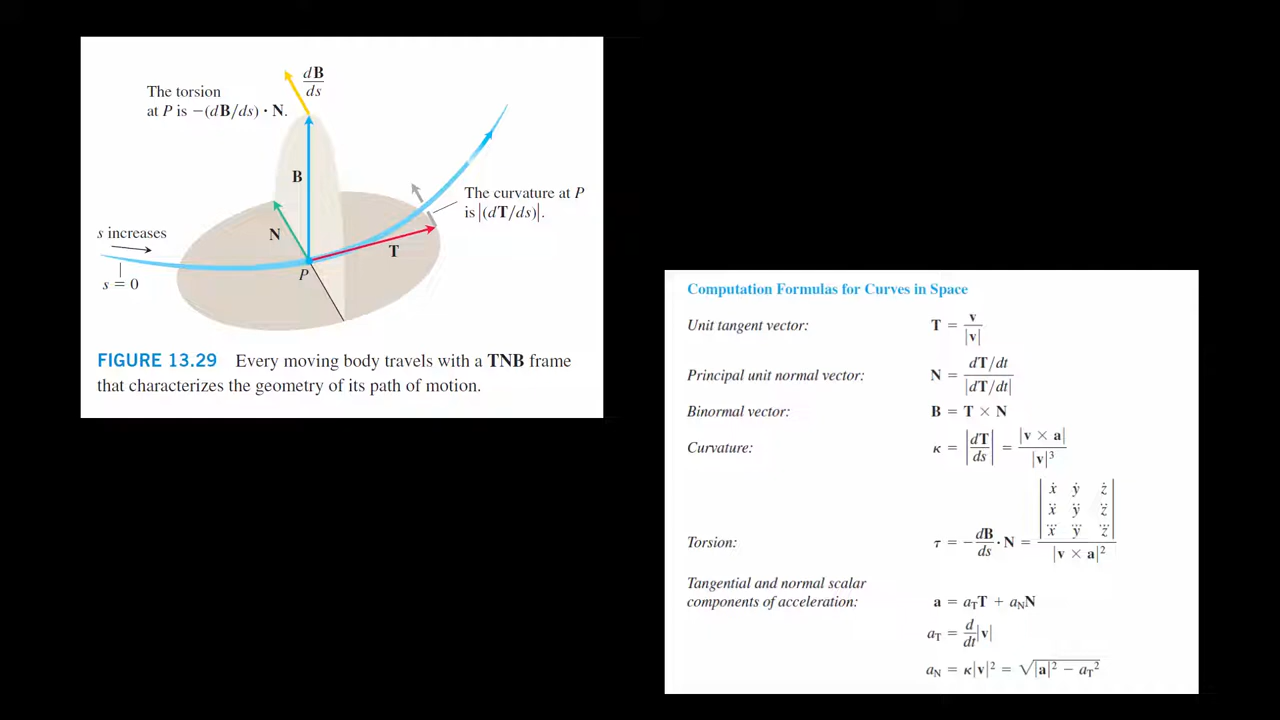 dB/ds
The torsion
at P is −(dB/ds) · N.
B
The curvature at P
is |(dT/ds)|.
N
s increases
T
P
s = 0
FIGURE 13.29 Every moving body travels with a TNB frame
that characterizes the geometry of its path of motion.
Computation Formulas for Curves in Space
Unit tangent vector: T = v/|v|
Principal unit normal vector: N = (dT/dt)/|dT/dt|
Binormal vector: B = T × N
Curvature: κ = |dT/ds| = |v × a|/|v|³
Torsion: τ = −dB/ds · N = |ẋ ẏ ż; ẍ ÿ z̈; x⃛ y⃛ z⃛|/|v × a|²
Tangential and normal scalar
components of acceleration: a = a_T T + a_N N
a_T = d/dt |v|
a_N = κ|v|² = √(|a|² − a_T²)